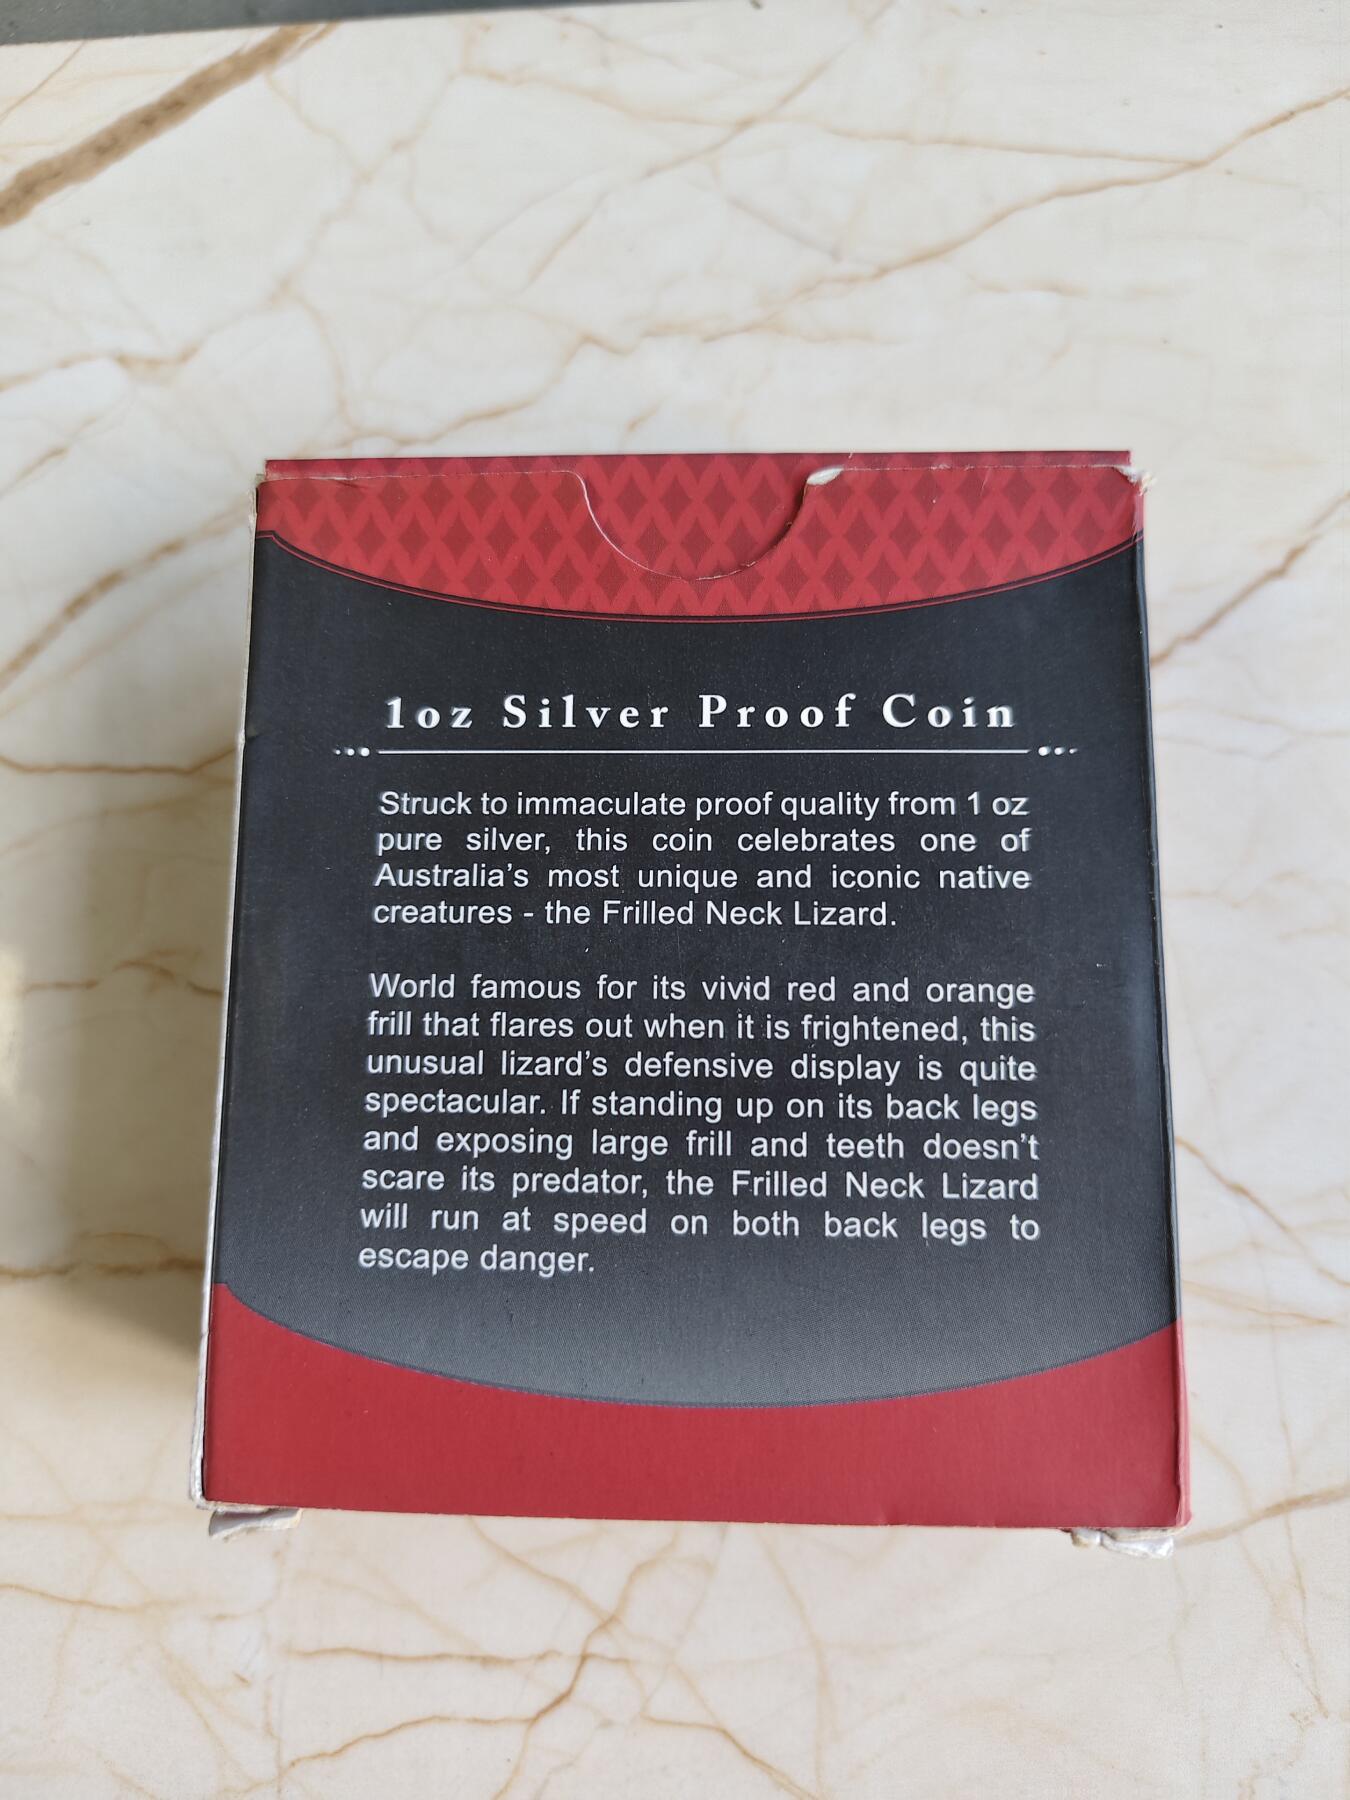 1oz Silver Proof Coin
Struck to immaculate proof quality from 1 oz
pure silver, this coin celebrates one of
Australia's most unique and iconic native
creatures - the Frilled Neck Lizard.
World famous for its vivid red and orange
frill that flares out when it is frightened, this
unusual lizard's defensive display is quite
spectacular. If standing up on its back legs
and exposing large frill and teeth doesn't
scare its predator, the Frilled Neck Lizard
will run at speed on both back legs to
escape danger.